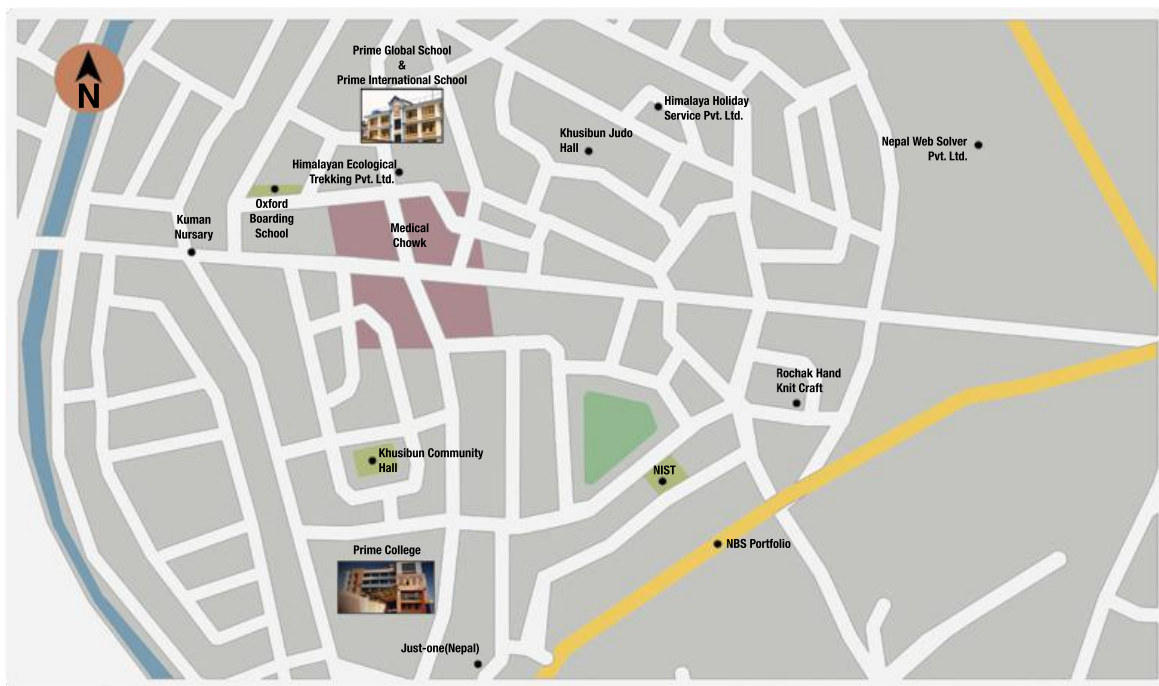 N
Prime Global School
&
Prime International School
Himalaya Holiday
Service Pvt. Ltd.
Khusibun Judo
Hall
Nepal Web Solver
Pvt. Ltd.
Himalayan Ecological
Trekking Pvt. Ltd.
Oxford
Boarding
School
Kuman
Nursary
Medical
Chowk
Rochak Hand
Knit Craft
Khusibun Community
Hall
NIST
NBS Portfolio
Prime College
Just-one(Nepal)